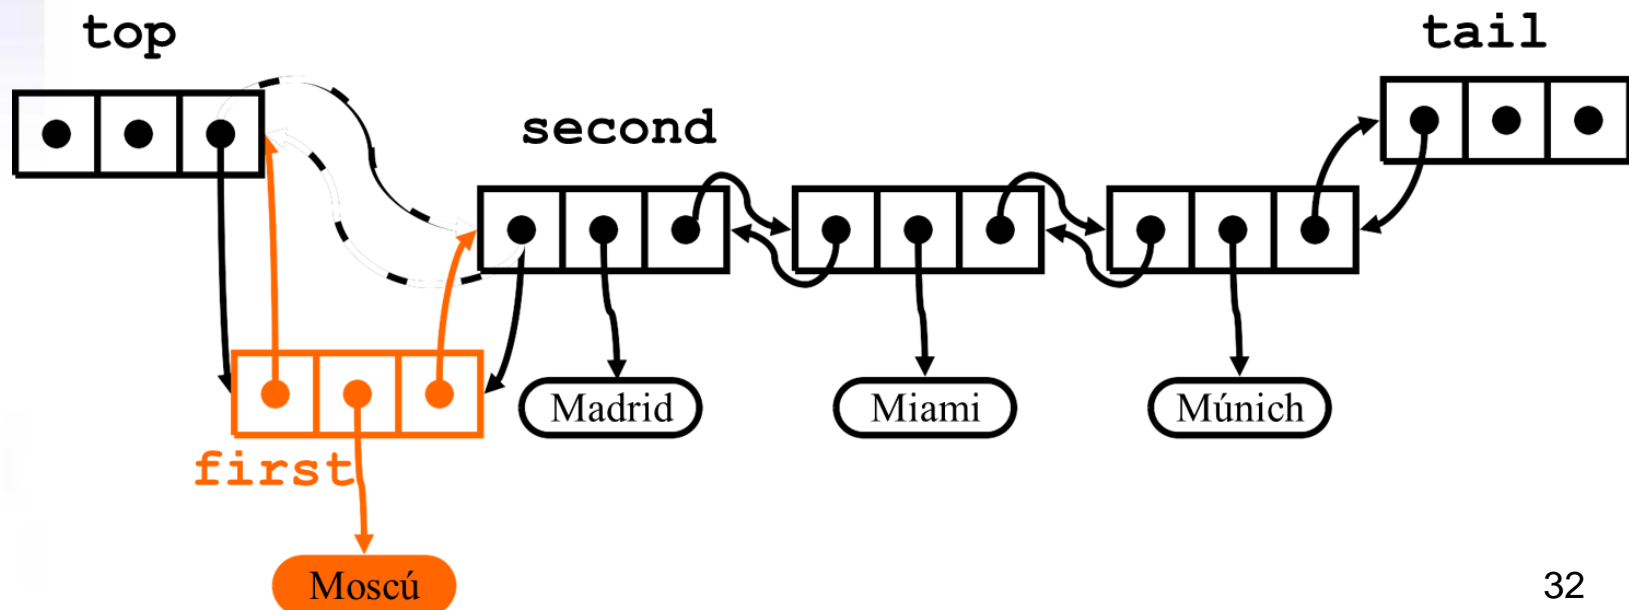 top
tail
second
Madrid
Miami
Múnich
first
Moscú
32